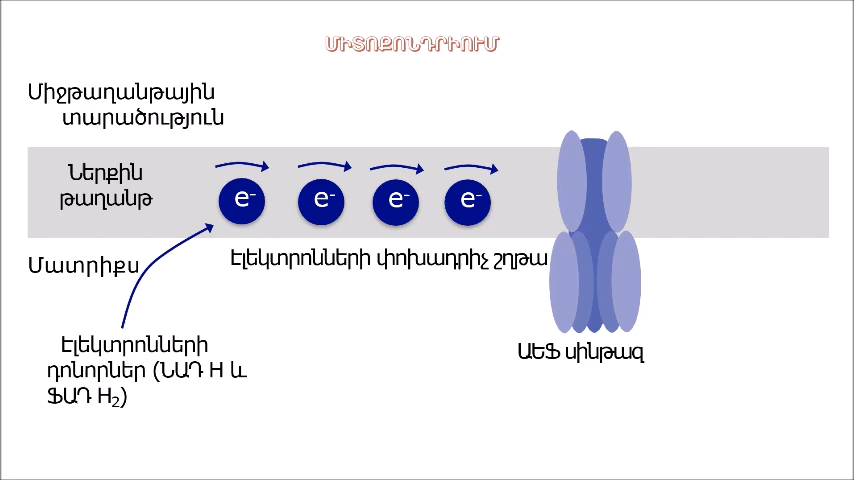 ՄԻՏՈՔՈՆԴՐԻՈՒՄ
Միջթաղանթային
տարածություն
Ներքին
թաղանթ
e⁻ e⁻ e⁻ e⁻
Էլեկտրոնների փոխադրիչ շղթա
Մատրիքս
Էլեկտրոնների
դոնորներ (ՆԱԴ H և
ՖԱԴ H₂)
ԱԵՖ սինթազ